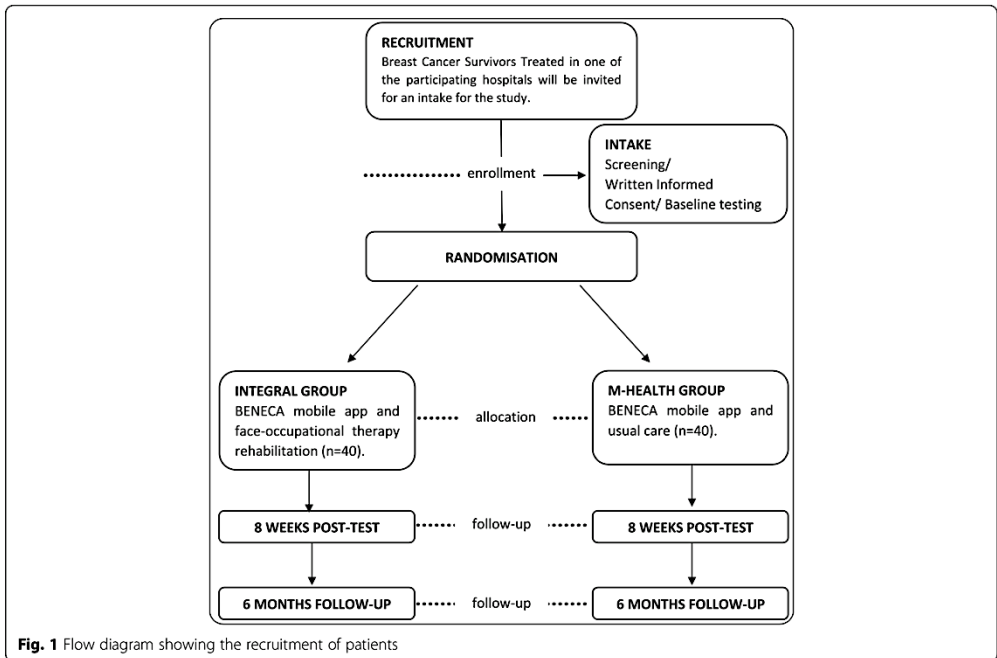 RECRUITMENT
Breast Cancer Survivors Treated in one of
the participating hospitals will be invited
for an intake for the study.
enrollment
INTAKE
Screening/
Written Informed
Consent/ Baseline testing
RANDOMISATION
INTEGRAL GROUP
BENECA mobile app and
face-occupational therapy
rehabilitation (n=40).
allocation
M-HEALTH GROUP
BENECA mobile app and
usual care (n=40).
8 WEEKS POST-TEST
follow-up
8 WEEKS POST-TEST
6 MONTHS FOLLOW-UP
follow-up
6 MONTHS FOLLOW-UP
Fig. 1 Flow diagram showing the recruitment of patients